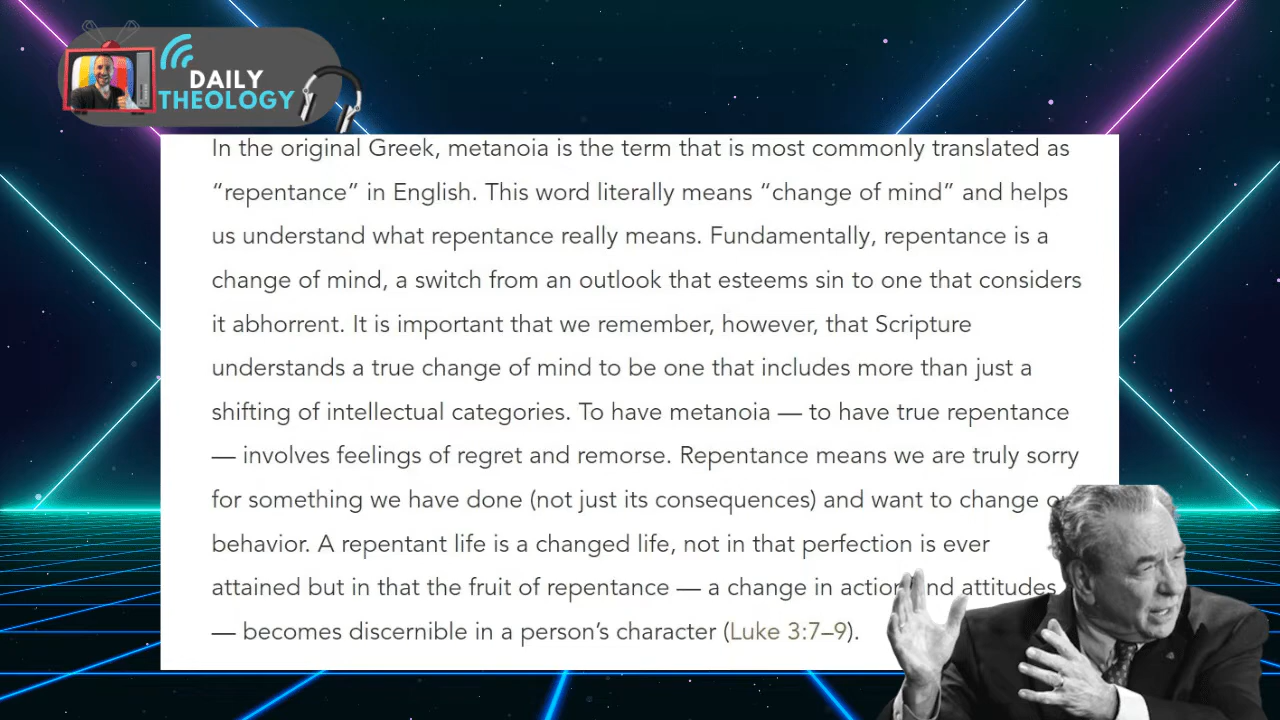 DAILY
THEOLOGY
In the original Greek, metanoia is the term that is most commonly translated as
“repentance” in English. This word literally means “change of mind” and helps
us understand what repentance really means. Fundamentally, repentance is a
change of mind, a switch from an outlook that esteems sin to one that considers
it abhorrent. It is important that we remember, however, that Scripture
understands a true change of mind to be one that includes more than just a
shifting of intellectual categories. To have metanoia — to have true repentance
— involves feelings of regret and remorse. Repentance means we are truly sorry
for something we have done (not just its consequences) and want to change
behavior. A repentant life is a changed life, not in that perfection is ever
attained but in that the fruit of repentance — a change in action nd attitudes
— becomes discernible in a person’s character (Luke 3:7–9).